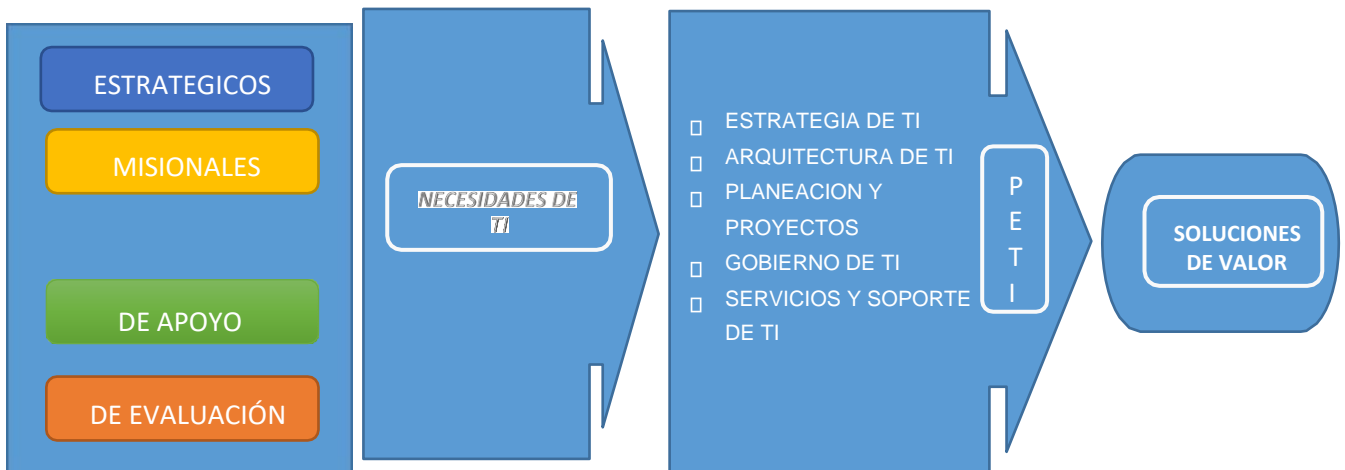 ESTRATEGICOS
MISIONALES
DE APOYO
DE EVALUACIÓN
NECESIDADES DE
TI
ESTRATEGIA DE TI
ARQUITECTURA DE TI
PLANEACION Y
PROYECTOS
GOBIERNO DE TI
SERVICIOS Y SOPORTE
DE TI
P
E
T
I
SOLUCIONES
DE VALOR